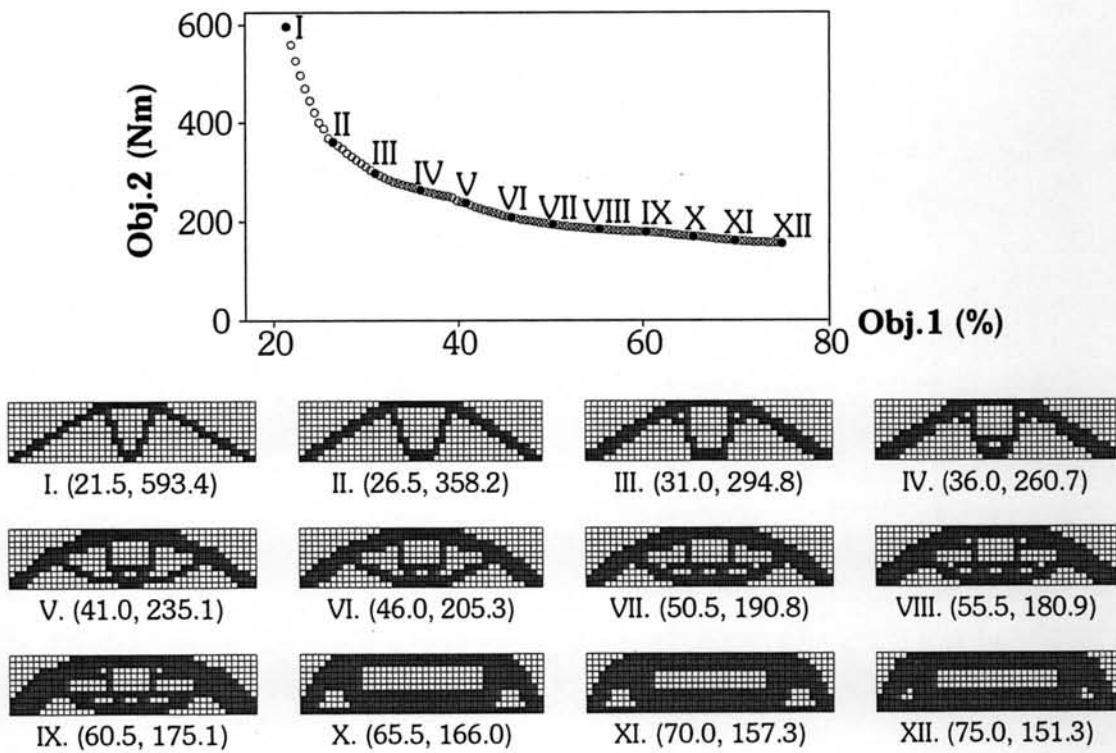 600
400
200
0
Obj.2 (Nm)
I
II
III
IV
V
VI
VII
VIII
IX
X
XI
XII
20
40
60
80
Obj.1 (%)
I. (21.5, 593.4)
II. (26.5, 358.2)
III. (31.0, 294.8)
IV. (36.0, 260.7)
V. (41.0, 235.1)
VI. (46.0, 205.3)
VII. (50.5, 190.8)
VIII. (55.5, 180.9)
IX. (60.5, 175.1)
X. (65.5, 166.0)
XI. (70.0, 157.3)
XII. (75.0, 151.3)